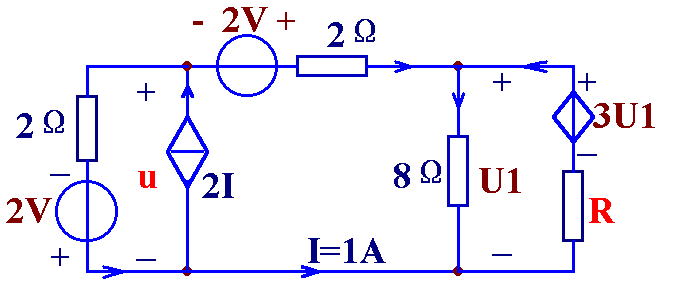 - 2V +
2 Ω
+ + +
2 Ω 3U1
- u 2I 8 Ω U1 -
2V R
+ - I=1A -